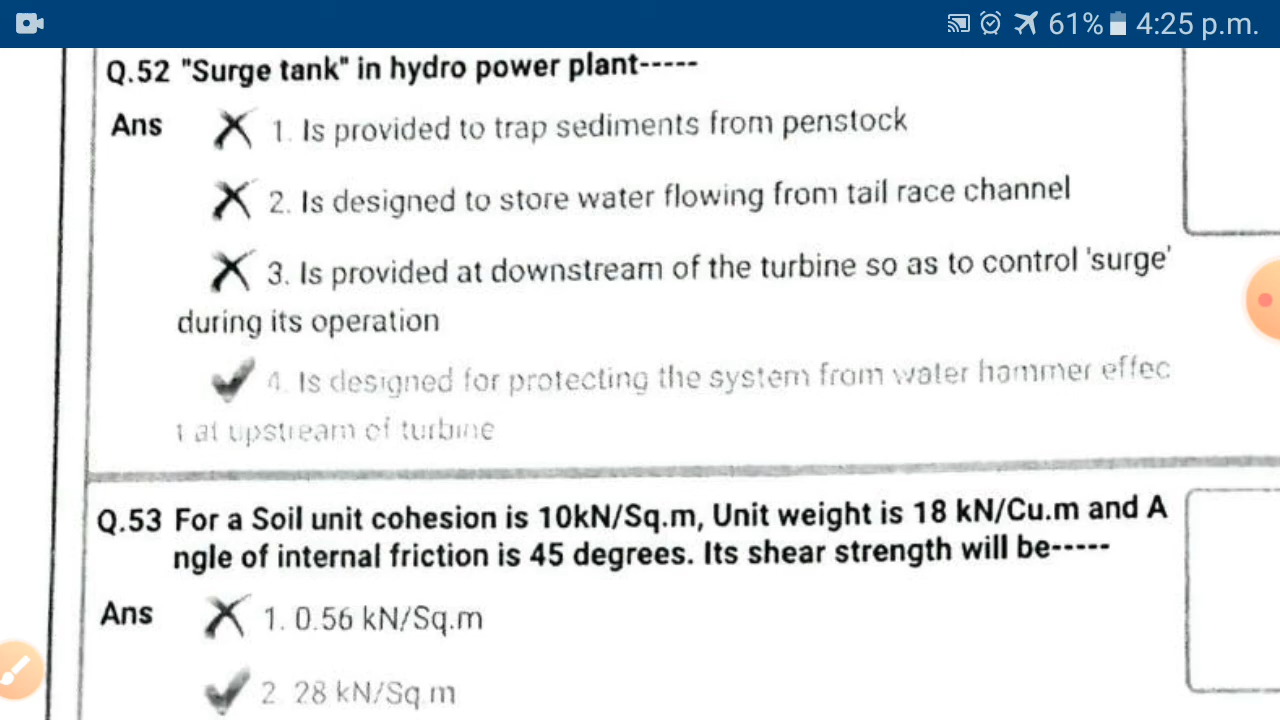 61% 4:25 p.m.
Q.52 "Surge tank" in hydro power plant-----
Ans 1. Is provided to trap sediments from penstock
2. Is designed to store water flowing from tail race channel
3. Is provided at downstream of the turbine so as to control 'surge'
during its operation
4. Is designed for protecting the system from water hammer effec
t at upstream of turbine
Q.53 For a Soil unit cohesion is 10kN/Sq.m, Unit weight is 18 kN/Cu.m and A
ngle of internal friction is 45 degrees. Its shear strength will be-----
Ans 1. 0.56 kN/Sq.m
2. 28 kN/Sq.m